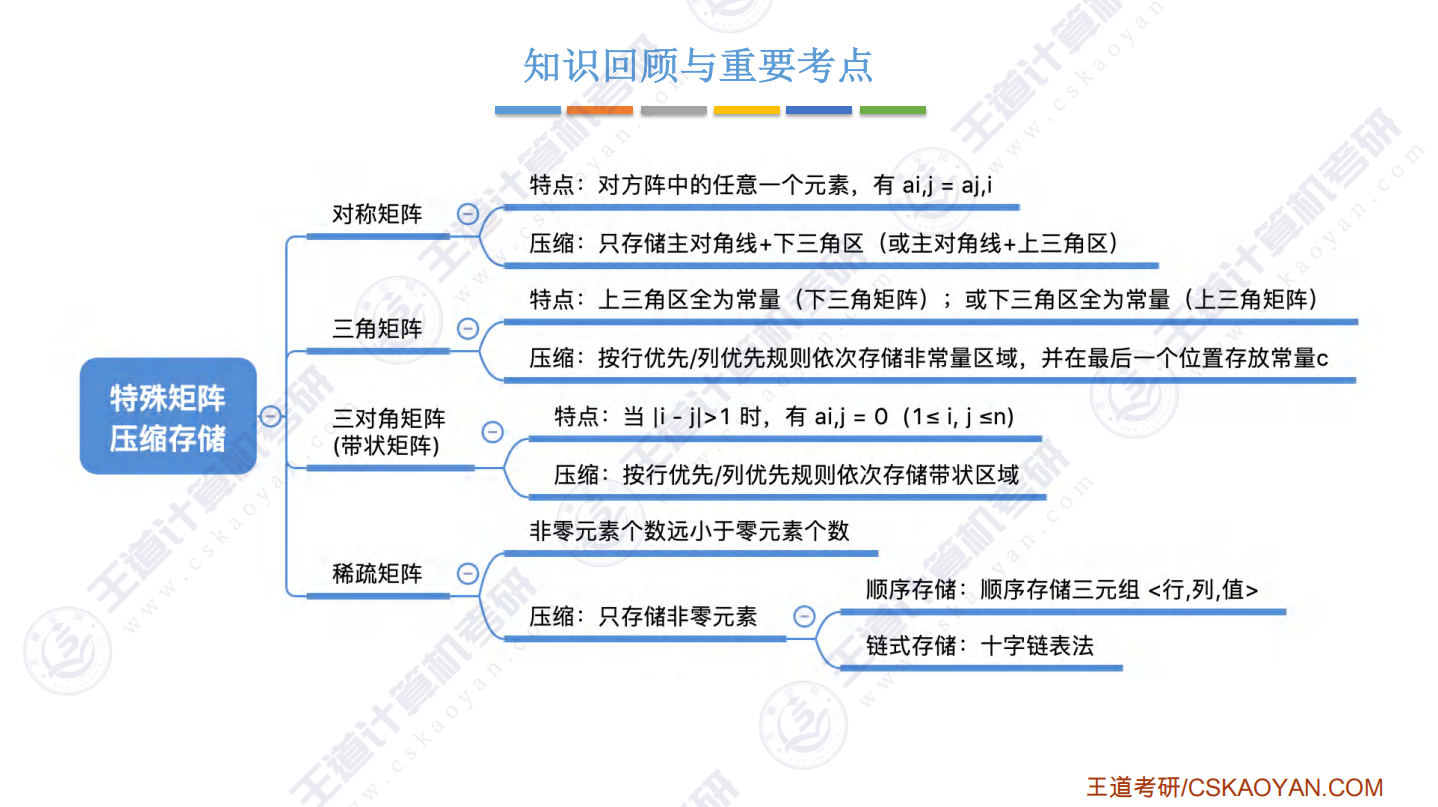 知识回顾与重要考点
特殊矩阵
压缩存储
对称矩阵
特点：对方阵中的任意一个元素，有 ai,j = aj,i
压缩：只存储主对角线+下三角区（或主对角线+上三角区）
三角矩阵
特点：上三角区全为常量（下三角矩阵）；或下三角区全为常量（上三角矩阵）
压缩：按行优先/列优先规则依次存储非常量区域，并在最后一个位置存放常量c
三对角矩阵
(带状矩阵)
特点：当 |i - j|>1 时，有 ai,j = 0  (1≤ i, j ≤n)
压缩：按行优先/列优先规则依次存储带状区域
稀疏矩阵
非零元素个数远小于零元素个数
压缩：只存储非零元素
顺序存储：顺序存储三元组 <行,列,值>
链式存储：十字链表法
王道考研/CSKAOYAN.COM
王道计算机考研
www.cskaoyan.com